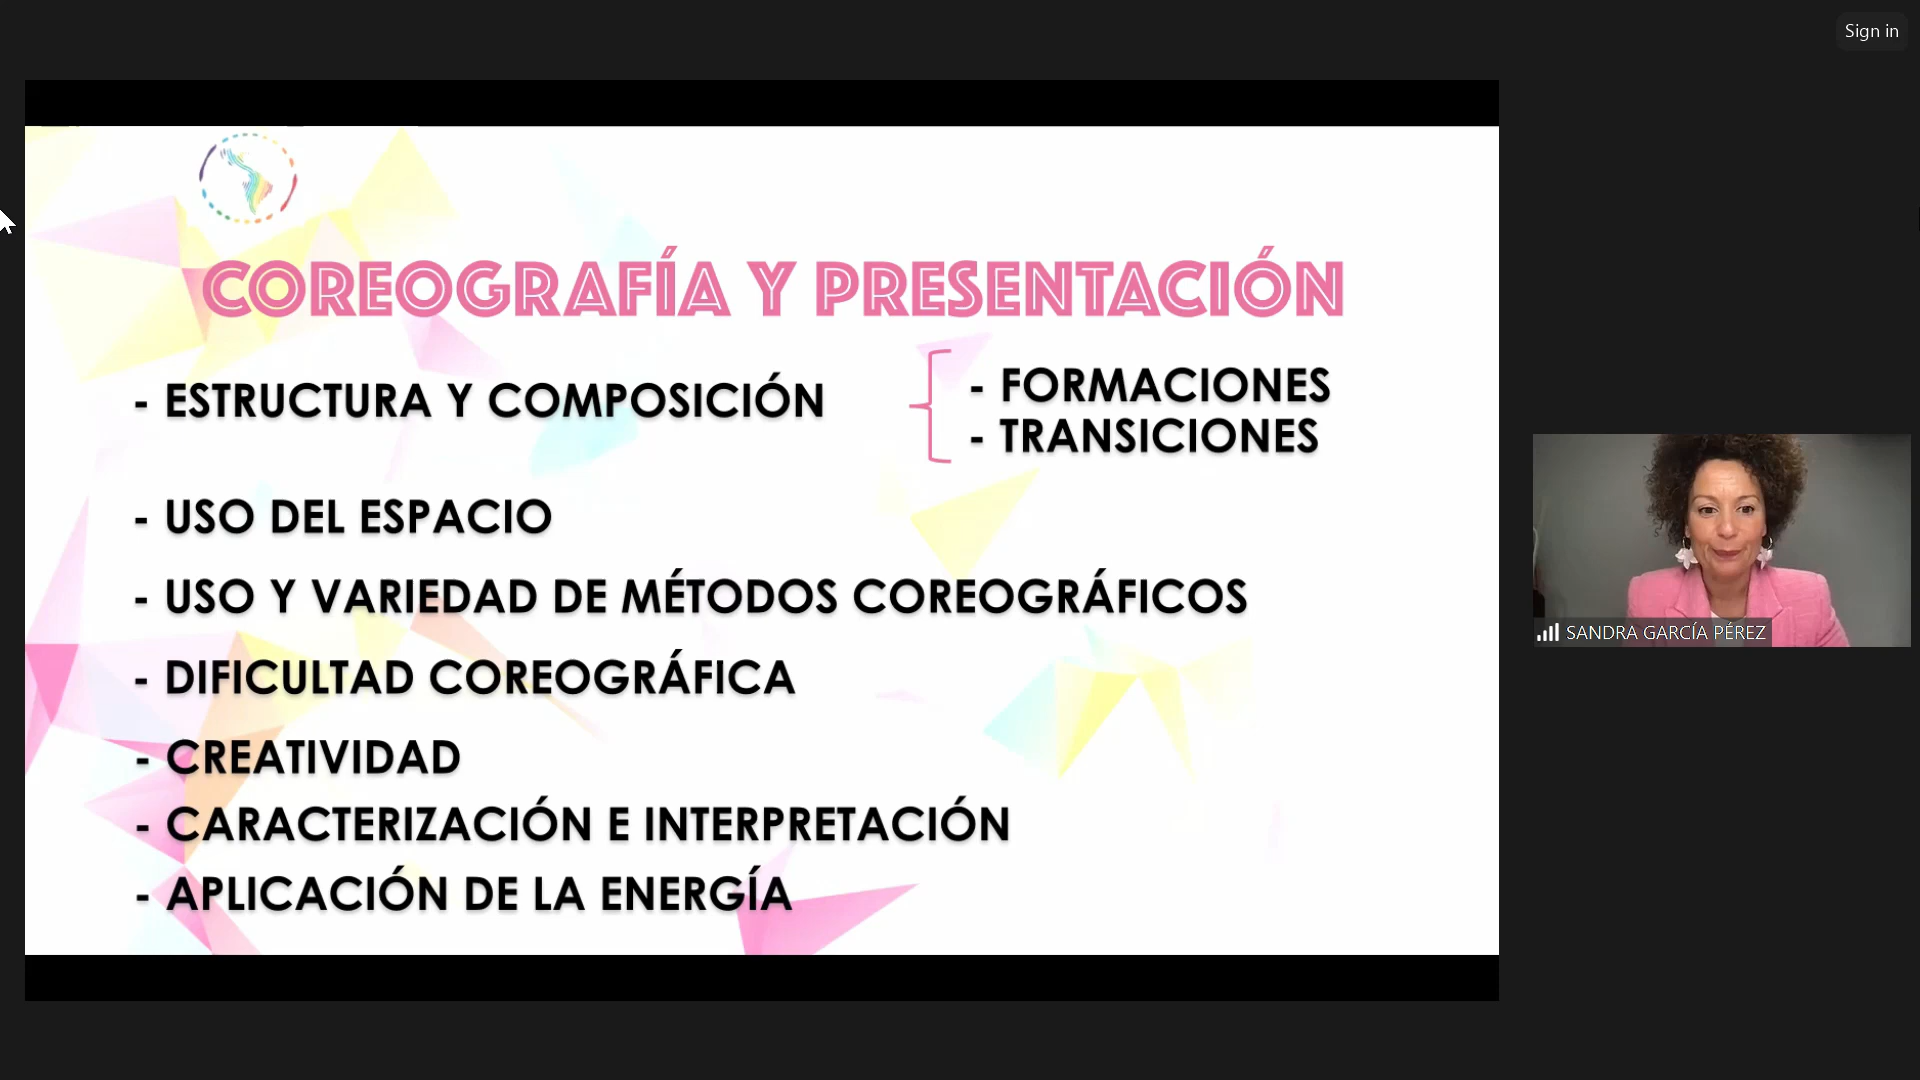 Sign in
COREOGRAFÍA Y PRESENTACIÓN
- ESTRUCTURA Y COMPOSICIÓN
- FORMACIONES
- TRANSICIONES
- USO DEL ESPACIO
- USO Y VARIEDAD DE MÉTODOS COREOGRÁFICOS
- DIFICULTAD COREOGRÁFICA
- CREATIVIDAD
- CARACTERIZACIÓN E INTERPRETACIÓN
- APLICACIÓN DE LA ENERGÍA
SANDRA GARCÍA PÉREZ